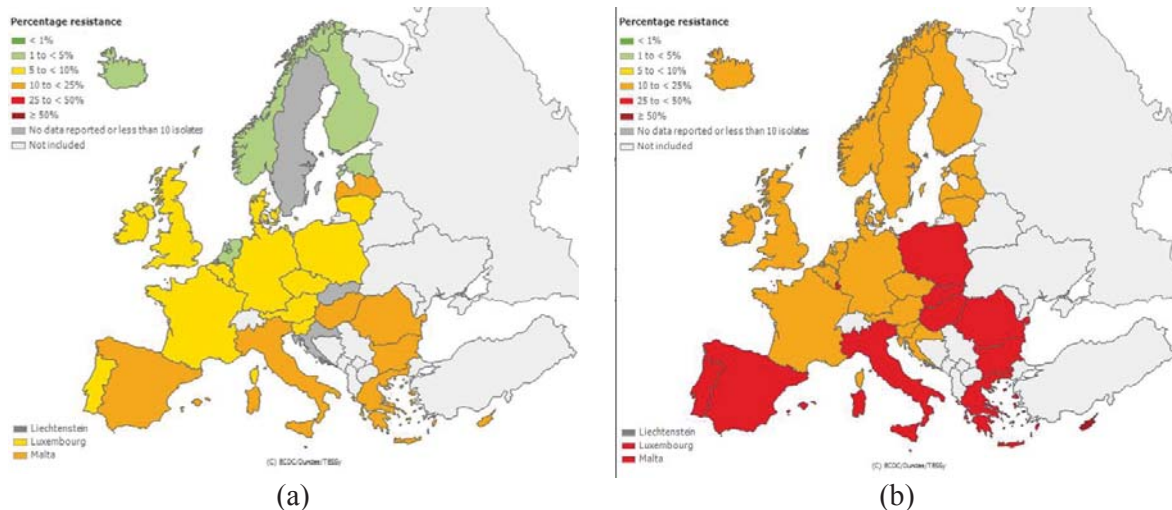 Percentage resistance
< 1%
1 to < 5%
5 to < 10%
10 to < 25%
25 to < 50%
≥ 50%
No data reported or less than 10 isolates
Not included
Liechtenstein
Luxembourg
Malta
(C) ECDC/Dundas/TESSy
(a)
Percentage resistance
< 1%
1 to < 5%
5 to < 10%
10 to < 25%
25 to < 50%
≥ 50%
No data reported or less than 10 isolates
Not included
Liechtenstein
Luxembourg
Malta
(C) ECDC/Dundas/TESSy
(b)